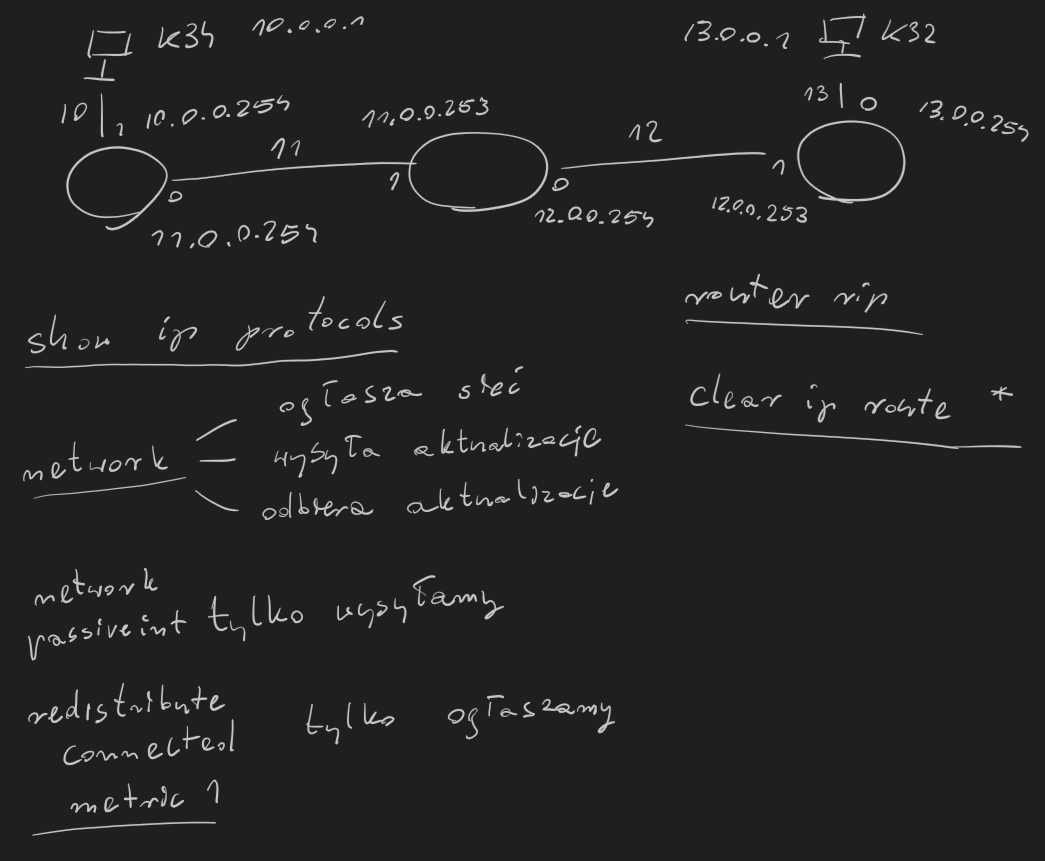 K34 10.0.0.1
13.0.0.1 K32
10 1 10.0.0.254
11.0.0.253
13 0 13.0.0.254
11
12
0
1
0
1
11.0.0.254
12.0.0.254
12.0.0.253
router rip
show ip protocols
clear ip route *
ogłasza sieć
network
wysyła aktualizacje
odbiera aktualizacje
network
passive int tylko wysyłamy
redistribute
connected
tylko ogłaszamy
metric 1